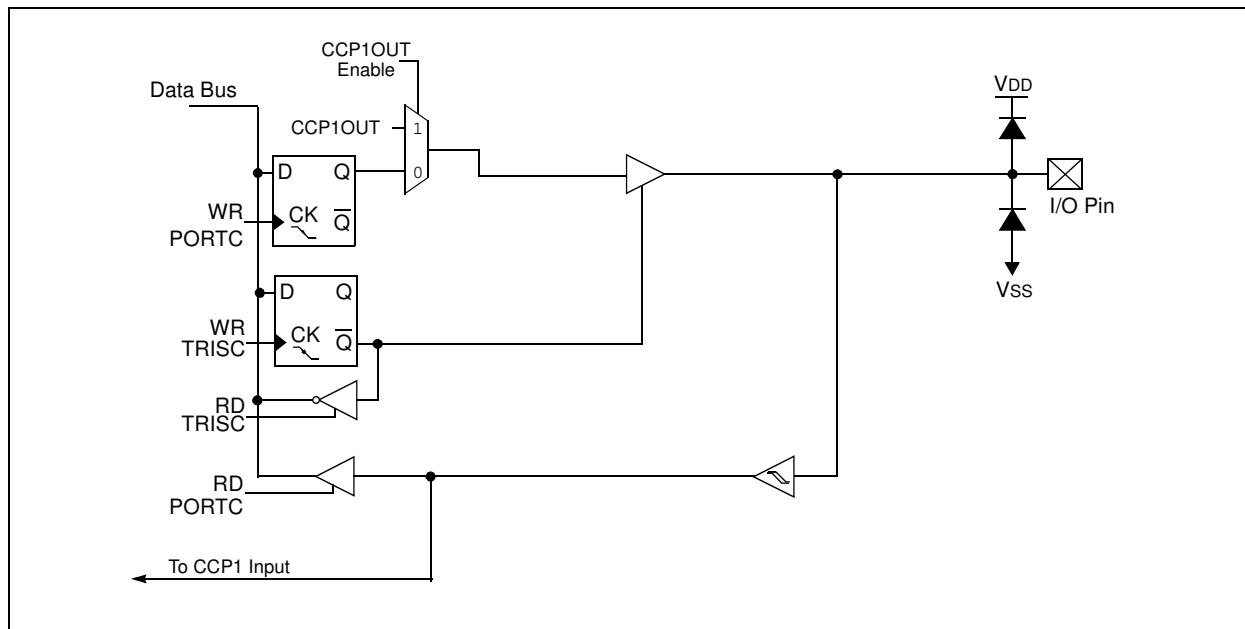 CCP1OUT
Enable
Data Bus
VDD
CCP1OUT
1
0
D Q
CK
Q̅
WR
PORTC
I/O Pin
VSS
D Q
CK
Q̅
WR
TRISC
RD
TRISC
RD
PORTC
To CCP1 Input